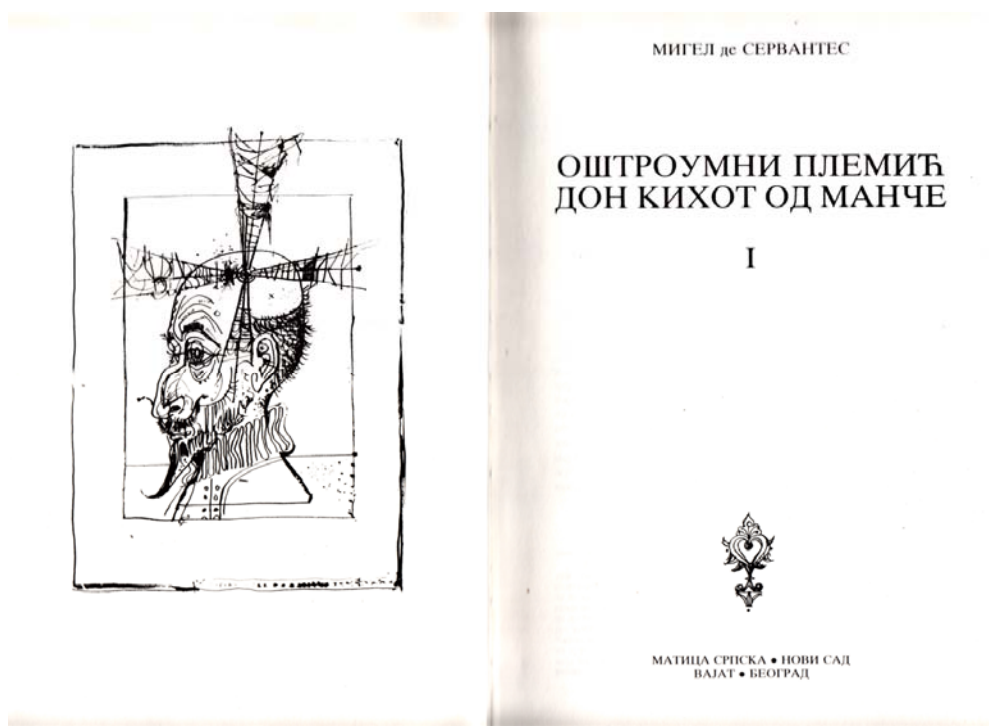 МИГЕЛ де СЕРВАНТЕС
ОШТРОУМНИ ПЛЕМИЋ
ДОН КИХОТ ОД МАНЧЕ
I
МАТИЦА СРПСКА • НОВИ САД
ВАЈАТ • БЕОГРАД